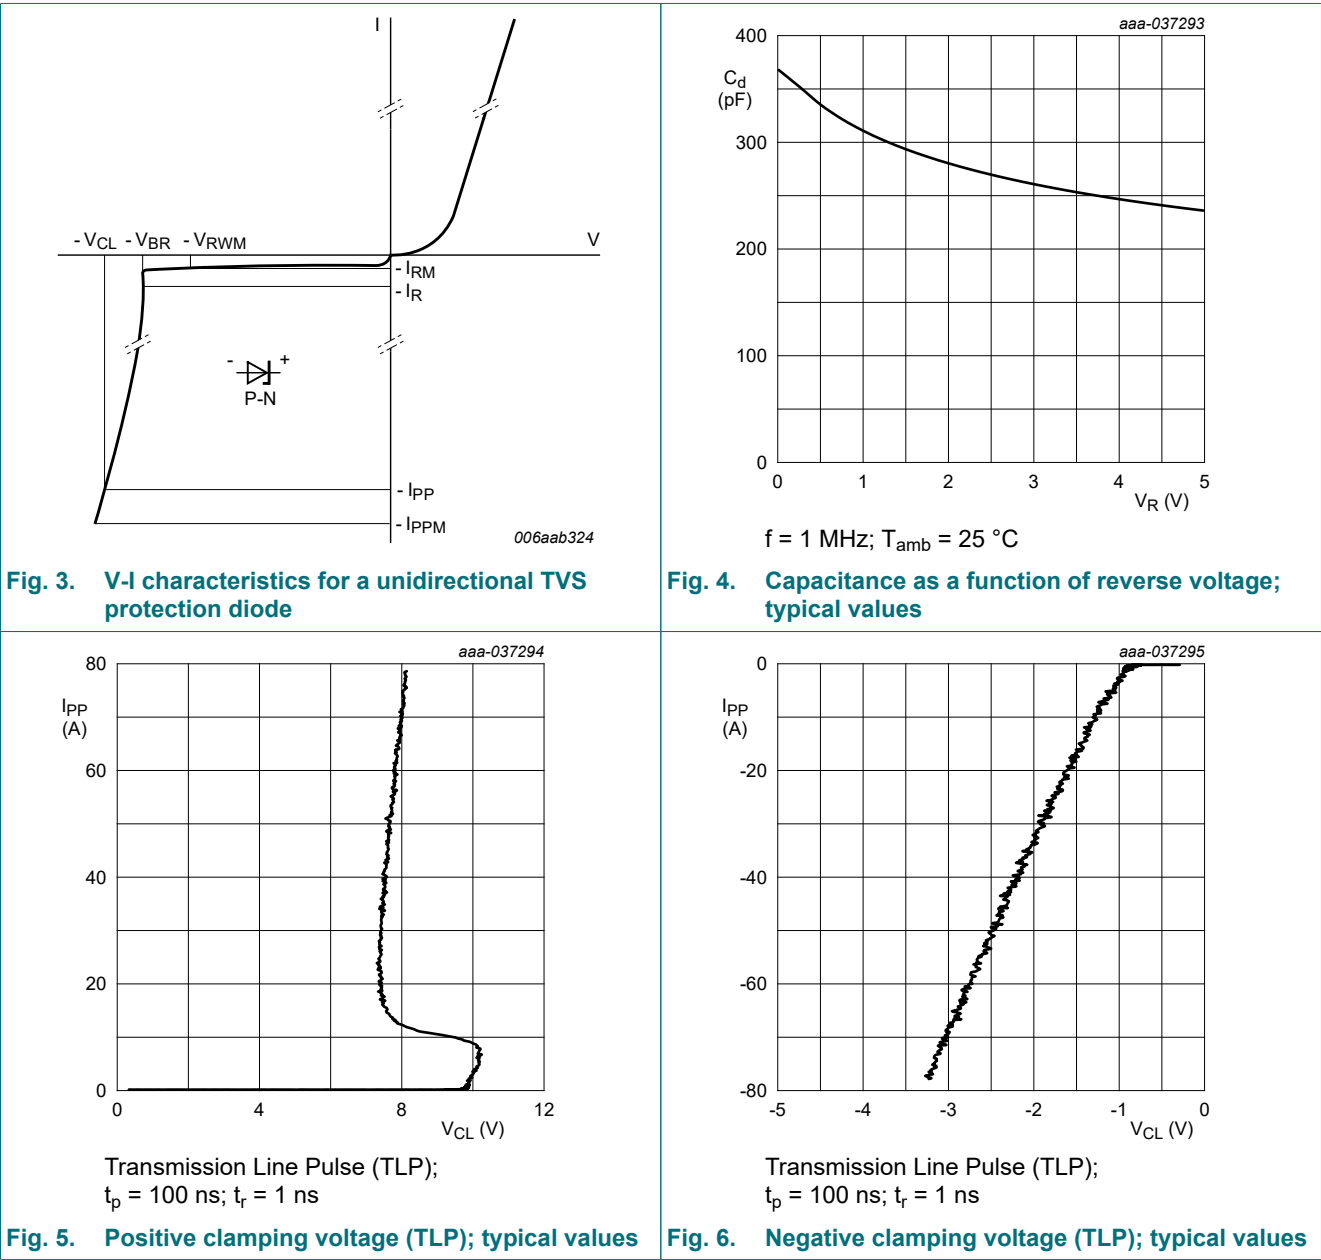 I
- VCL - VBR - VRWM
V
- IRM
- IR
- +
P-N
- IPP
- IPPM
006aab324
Fig. 3. V-I characteristics for a unidirectional TVS
protection diode
aaa-037293
400
Cd
(pF)
300
200
100
0
0 1 2 3 4 5
VR (V)
f = 1 MHz; Tamb = 25 °C
Fig. 4. Capacitance as a function of reverse voltage;
typical values
aaa-037294
80
IPP
(A)
60
40
20
0
0 4 8 12
VCL (V)
Transmission Line Pulse (TLP);
tp = 100 ns; tr = 1 ns
Fig. 5. Positive clamping voltage (TLP); typical values
aaa-037295
0
IPP
(A)
-20
-40
-60
-80
-5 -4 -3 -2 -1 0
VCL (V)
Transmission Line Pulse (TLP);
tp = 100 ns; tr = 1 ns
Fig. 6. Negative clamping voltage (TLP); typical values